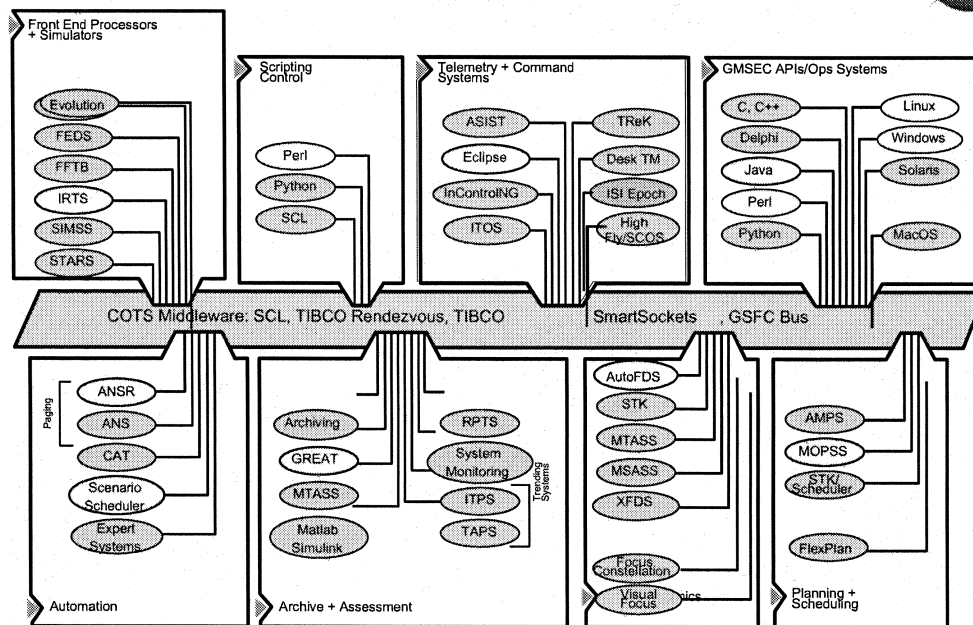 Front End Processors
+ Simulators
Evolution
FEDS
FFTB
IRTS
SIMSS
STARS
Scripting
Control
Perl
Python
SCL
Telemetry + Command
Systems
ASIST
Eclipse
InControlNG
ITOS
TReK
Desk TM
ISI Epoch
High
Fly/SCOS
GMSEC APIs/Ops Systems
C, C++
Delphi
Java
Perl
Python
Linux
Windows
Solaris
MacOS
COTS Middleware: SCL, TIBCO Rendezvous, TIBCO SmartSockets , GSFC Bus
Paging
ANSR
ANS
CAT
Scenario
Scheduler
Expert
Systems
Automation
Archiving
GREAT
MTASS
Matlab
Simulink
RPTS
System
Monitoring
ITPS
TAPS
Trending
Systems
Archive + Assessment
AutoFDS
STK
MTASS
MSASS
XFDS
Focus
Constellation
Visual
Focus
AMPS
MOPSS
STK/
Scheduler
FlexPlan
Planning +
Scheduling